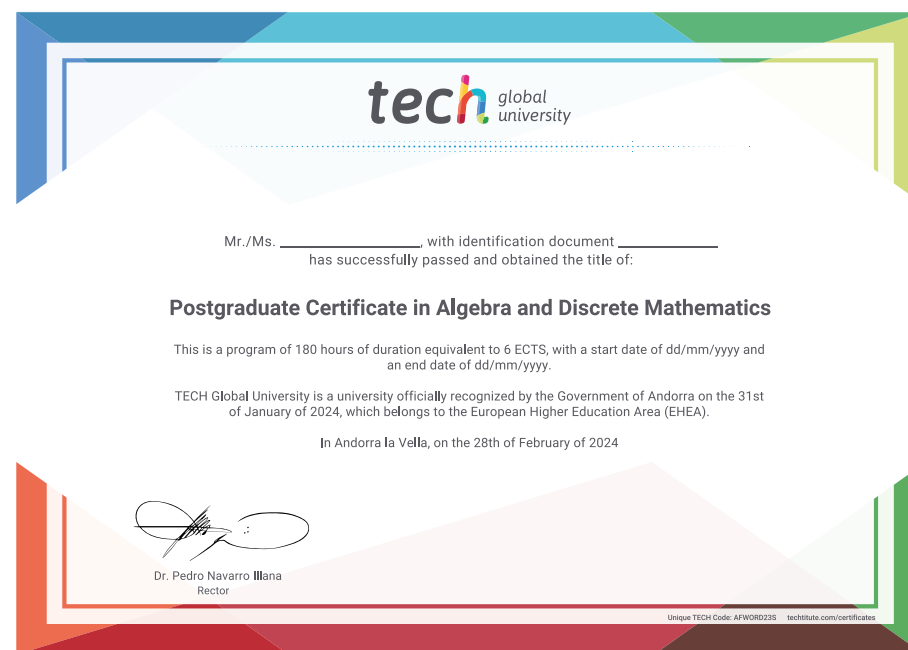 tech global university
Mr./Ms. ____________________, with identification document ______________
has successfully passed and obtained the title of:
Postgraduate Certificate in Algebra and Discrete Mathematics
This is a program of 180 hours of duration equivalent to 6 ECTS, with a start date of dd/mm/yyyy and
an end date of dd/mm/yyyy.
TECH Global University is a university officially recognized by the Government of Andorra on the 31st
of January of 2024, which belongs to the European Higher Education Area (EHEA).
In Andorra la Vella, on the 28th of February of 2024
Dr. Pedro Navarro Illana
Rector
Unique TECH Code: AFWORD23S techtitute.com/certificates